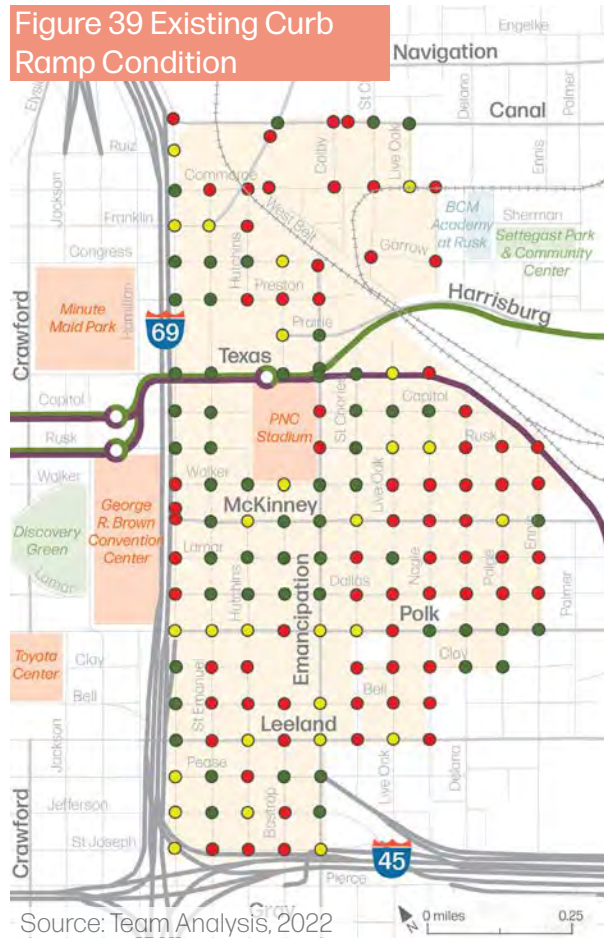 Figure 39 Existing Curb
Ramp Condition
Engelke
Navigation
Elysi
St C
Delano
Palmer
Canal
Ruiz
Colby
Live Oak
Ennis
Commerce
Jackson
West Belt
BCM
Academy
at Rusk
Sherman
Settegast Park
& Community
Center
Franklin
Congress
Hutchins
Garrow
Preston
Harrisburg
Crawford
Minute
Maid Park
Hamilton
69
Prairie
Texas
Capitol
St Charles
Capitol
PNC
Stadium
Rusk
Rusk
Walker
Walker
Live Oak
George
R. Brown
Convention
Center
McKinney
Discovery
Green
Lamar
Lamar
Hutchins
Emancipation
Dallas
Nagle
Paige
Ennis
Palmer
Polk
Toyota
Center
Clay
Clay
Bell
St Emanuel
Bell
Leeland
Jackson
Pease
Live Oak
Delano
Jefferson
Bastrop
Crawford
St Joseph
45
Pierce
Gray
N
0 miles
0.25
Source: Team Analysis, 2022